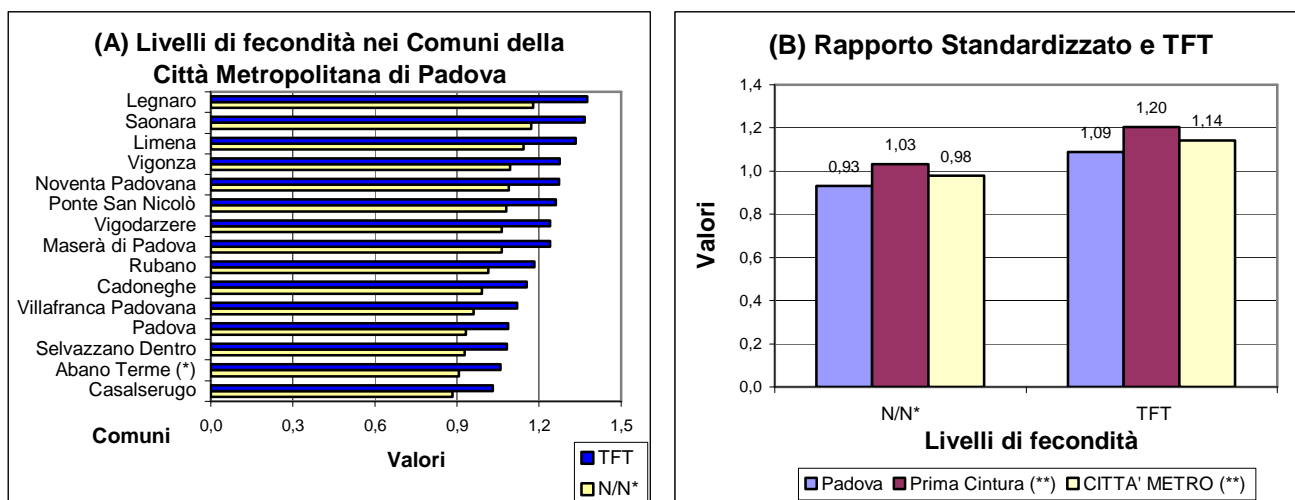 (A) Livelli di fecondità nei Comuni della
Città Metropolitana di Padova
Legnaro
Saonara
Limena
Vigonza
Noventa Padovana
Ponte San Nicolò
Vigodarzere
Maserà di Padova
Rubano
Cadoneghe
Villafranca Padovana
Padova
Selvazzano Dentro
Abano Terme (*)
Casalserugo
0,0 0,3 0,6 0,9 1,2 1,5
Comuni
Valori
TFT
N/N*
(B) Rapporto Standardizzato e TFT
1,4
1,2
1,0
0,8
0,6
0,4
0,2
0,0
Valori
0,93 1,03 0,98 1,09 1,20 1,14
N/N* TFT
Livelli di fecondità
Padova Prima Cintura (**) CITTA' METRO (**)